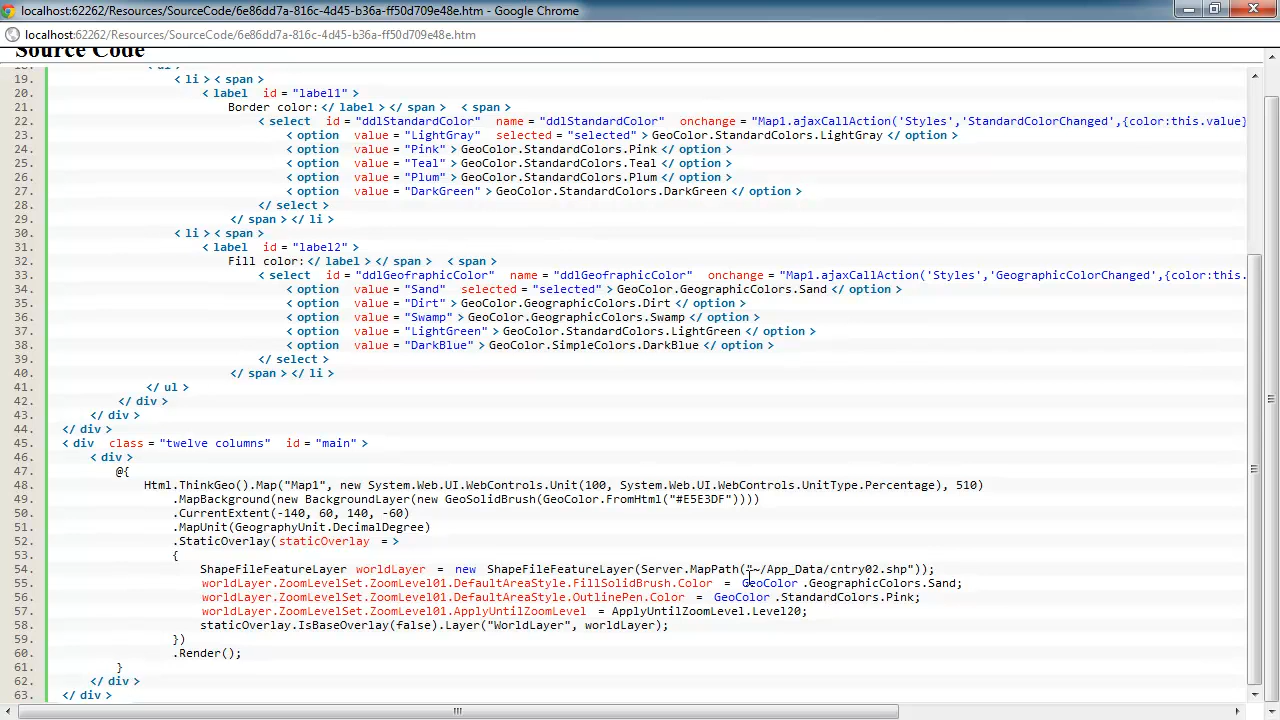 localhost:62262/Resources/SourceCode/6e86dd7a-816c-4d45-b36a-ff50d709e48e.htm - Google Chrome
localhost:62262/Resources/SourceCode/6e86dd7a-816c-4d45-b36a-ff50d709e48e.htm
Source Code
18. < ul >
19. < li > < span >
20. < label id = "label1" >
21. Border color: </ label > </ span > < span >
22. < select id = "ddlStandardColor" name = "ddlStandardColor" onchange = "Map1.ajaxCallAction('Styles','StandardColorChanged',{color:this.value}
23. < option value = "LightGray" selected = "selected" > GeoColor.StandardColors.LightGray </ option >
24. < option value = "Pink" > GeoColor.StandardColors.Pink </ option >
25. < option value = "Teal" > GeoColor.StandardColors.Teal </ option >
26. < option value = "Plum" > GeoColor.StandardColors.Plum </ option >
27. < option value = "DarkGreen" > GeoColor.StandardColors.DarkGreen </ option >
28. </ select >
29. </ span > </ li >
30. < li > < span >
31. < label id = "label2" >
32. Fill color: </ label > </ span > < span >
33. < select id = "ddlGeofraphicColor" name = "ddlGeofraphicColor" onchange = "Map1.ajaxCallAction('Styles','GeographicColorChanged',{color:this.
34. < option value = "Sand" selected = "selected" > GeoColor.GeographicColors.Sand </ option >
35. < option value = "Dirt" > GeoColor.GeographicColors.Dirt </ option >
36. < option value = "Swamp" > GeoColor.GeographicColors.Swamp </ option >
37. < option value = "LightGreen" > GeoColor.StandardColors.LightGreen </ option >
38. < option value = "DarkBlue" > GeoColor.SimpleColors.DarkBlue </ option >
39. </ select >
40. </ span > </ li >
41. </ ul >
42. </ div >
43. </ div >
44. </ div >
45. < div class = "twelve columns" id = "main" >
46. < div >
47. @{
48. Html.ThinkGeo().Map("Map1", new System.Web.UI.WebControls.Unit(100, System.Web.UI.WebControls.UnitType.Percentage), 510)
49. .MapBackground(new BackgroundLayer(new GeoSolidBrush(GeoColor.FromHtml("#E5E3DF"))))
50. .CurrentExtent(-140, 60, 140, -60)
51. .MapUnit(GeographyUnit.DecimalDegree)
52. .StaticOverlay( staticOverlay = >
53. {
54. ShapeFileFeatureLayer worldLayer = new ShapeFileFeatureLayer(Server.MapPath("~/App_Data/cntry02.shp"));
55. worldLayer.ZoomLevelSet.ZoomLevel01.DefaultAreaStyle.FillSolidBrush.Color = GeoColor .GeographicColors.Sand;
56. worldLayer.ZoomLevelSet.ZoomLevel01.DefaultAreaStyle.OutlinePen.Color = GeoColor .StandardColors.Pink;
57. worldLayer.ZoomLevelSet.ZoomLevel01.ApplyUntilZoomLevel = ApplyUntilZoomLevel.Level20;
58. staticOverlay.IsBaseOverlay(false).Layer("WorldLayer", worldLayer);
59. })
60. .Render();
61. }
62. </ div >
63. </ div >